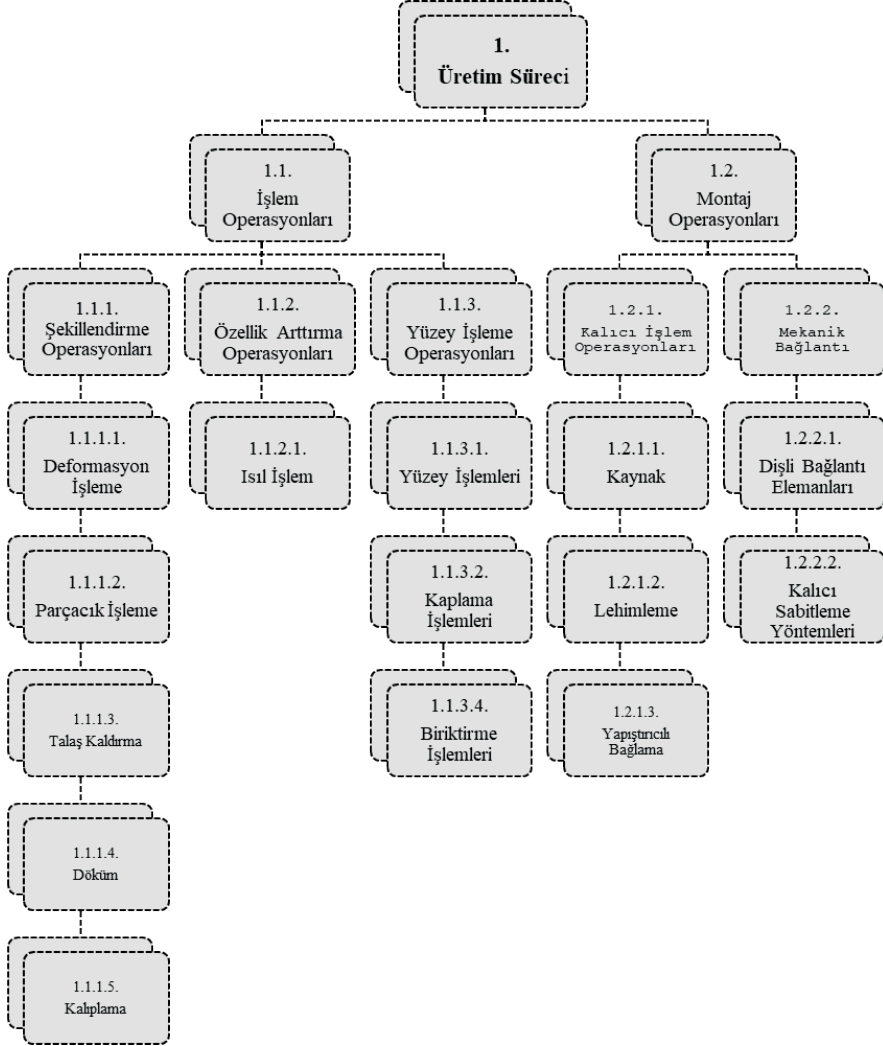 1.
Üretim Süreci
1.1.
İşlem
Operasyonları
1.2.
Montaj
Operasyonları
1.1.1.
Şekillendirme
Operasyonları
1.1.2.
Özellik Arttırma
Operasyonları
1.1.3.
Yüzey İşleme
Operasyonları
1.2.1.
Kalıcı İşlem
Operasyonları
1.2.2.
Mekanik
Bağlantı
1.1.1.1.
Deformasyon
İşleme
1.1.2.1.
Isıl İşlem
1.1.3.1.
Yüzey İşlemleri
1.2.1.1.
Kaynak
1.2.2.1.
Dişli Bağlantı
Elemanları
1.1.1.2.
Parçacık İşleme
1.1.3.2.
Kaplama
İşlemleri
1.2.1.2.
Lehimleme
1.2.2.2.
Kalıcı
Sabitleme
Yöntemleri
1.1.1.3.
Talaş Kaldırma
1.1.3.4.
Biriktirme
İşlemleri
1.2.1.3.
Yapıştırıcılı
Bağlama
1.1.1.4.
Döküm
1.1.1.5.
Kalıplama